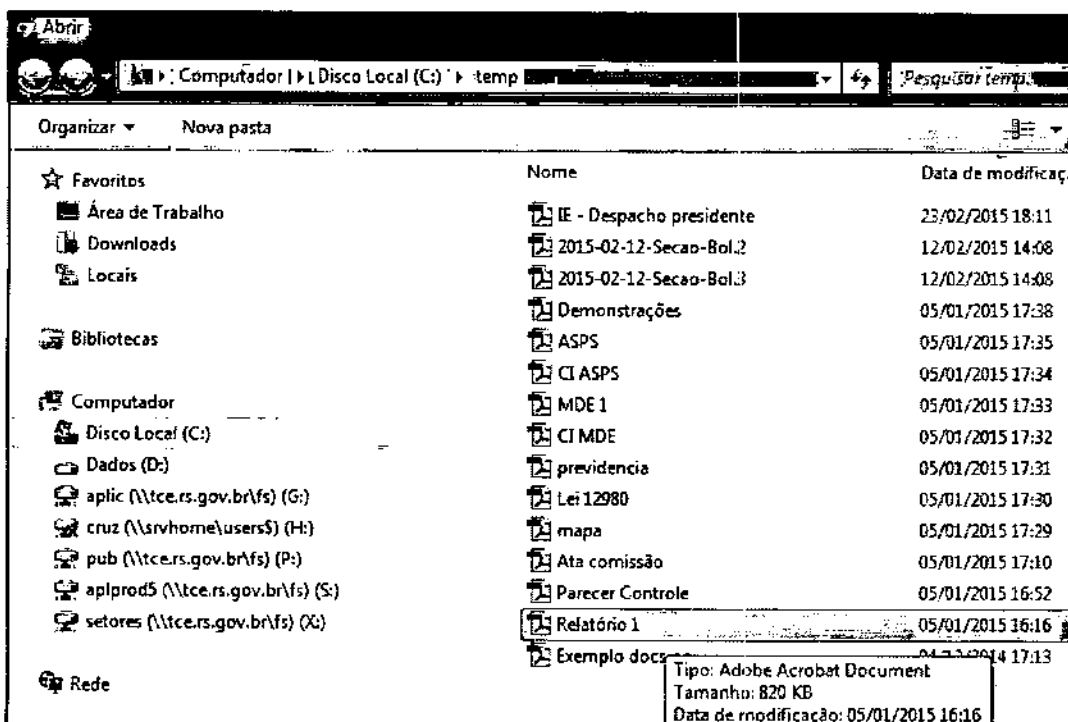 Abrir
Computador Disco Local (C:) temp
Pesquisar temp
Organizar Nova pasta
Favoritos
Área de Trabalho
Downloads
Locais
Bibliotecas
Computador
Disco Local (C:)
Dados (D:)
aplic (\\tce.rs.gov.br\fs) (G:)
cruz (\\srvhome\users$) (H:)
pub (\\tce.rs.gov.br\fs) (P:)
aplprod5 (\\tce.rs.gov.br\fs) (S:)
setores (\\tce.rs.gov.br\fs) (X:)
Rede
Nome Data de modificaç
IE - Despacho presidente 23/02/2015 18:11
2015-02-12-Secao-Bol.2 12/02/2015 14:08
2015-02-12-Secao-Bol.3 12/02/2015 14:08
Demonstrações 05/01/2015 17:38
ASPS 05/01/2015 17:35
CI ASPS 05/01/2015 17:34
MDE 1 05/01/2015 17:33
CI MDE 05/01/2015 17:32
previdencia 05/01/2015 17:31
Lei 12980 05/01/2015 17:30
mapa 05/01/2015 17:29
Ata comissão 05/01/2015 17:10
Parecer Controle 05/01/2015 16:52
Relatório 1 05/01/2015 16:16
Exemplo 17:13
Tipo: Adobe Acrobat Document
Tamanho: 820 KB
Data de modificação: 05/01/2015 16:16